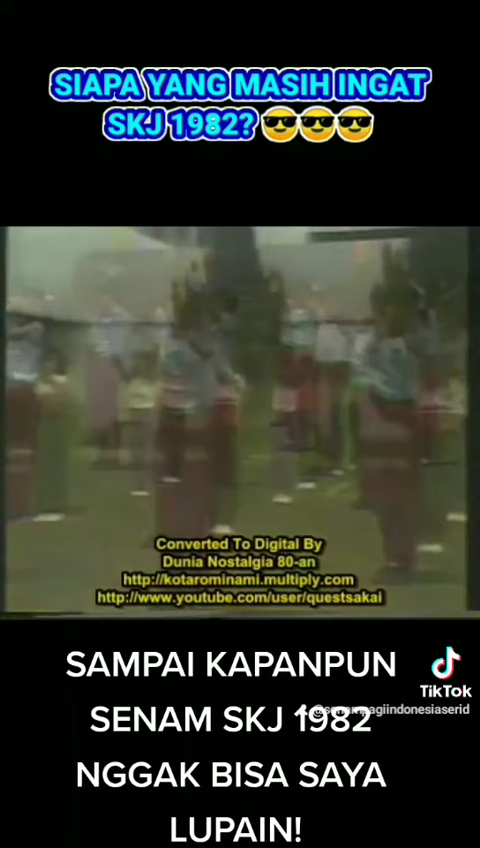 SIAPA YANG MASIH INGAT
SKJ 1982? 😎😎😎
Converted To Digital By
Dunia Nostalgia 80-an
http://kotarominami.multiply.com
http://www.youtube.com/user/questsakai
SAMPAI KAPANPUN
TikTok
SENAM SKJ 1982
@senampagiindonesiaserid
NGGAK BISA SAYA
LUPAIN!